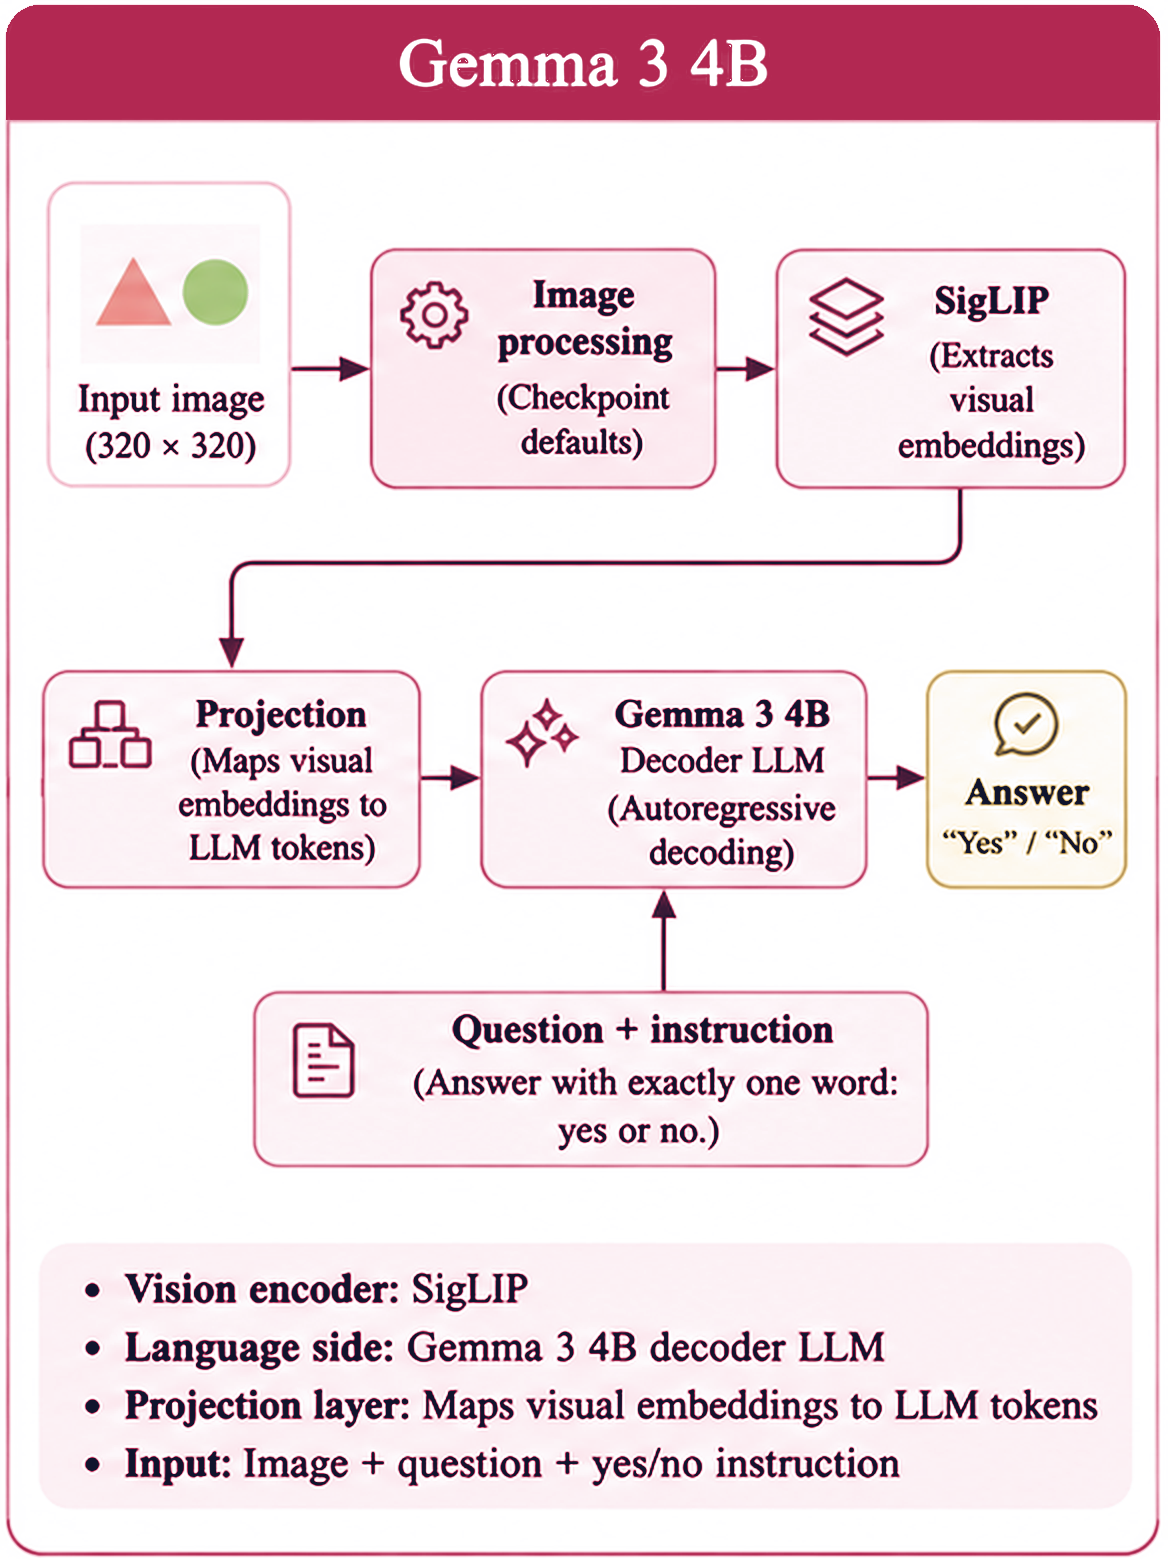 Gemma 3 4B
Input image
(320 × 320)
Image
processing
(Checkpoint
defaults)
SigLIP
(Extracts
visual
embeddings)
Projection
(Maps visual
embeddings to
LLM tokens)
Gemma 3 4B
Decoder LLM
(Autoregressive
decoding)
Answer
“Yes” / “No”
Question + instruction
(Answer with exactly one word:
yes or no.)
• Vision encoder: SigLIP
• Language side: Gemma 3 4B decoder LLM
• Projection layer: Maps visual embeddings to LLM tokens
• Input: Image + question + yes/no instruction